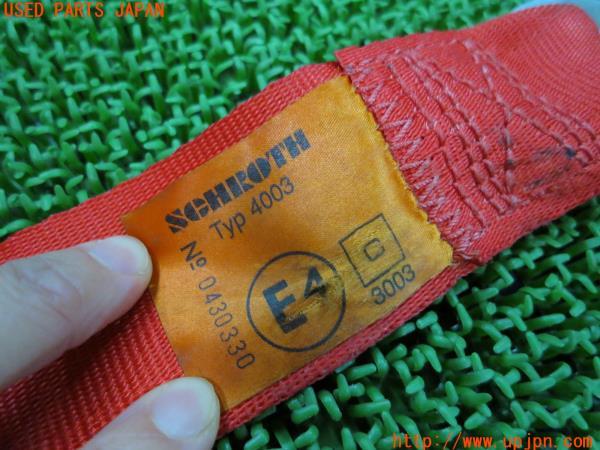 USED PARTS JAPAN
SCHROTH
Typ 4003
No 0430330
E4
C
3003
http://www.upjpn.com/